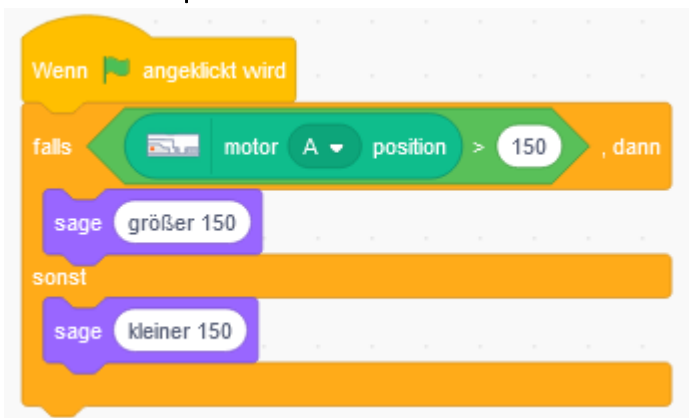 Wenn angeklickt wird
falls motor A position > 150 , dann
sage größer 150
sonst
sage kleiner 150